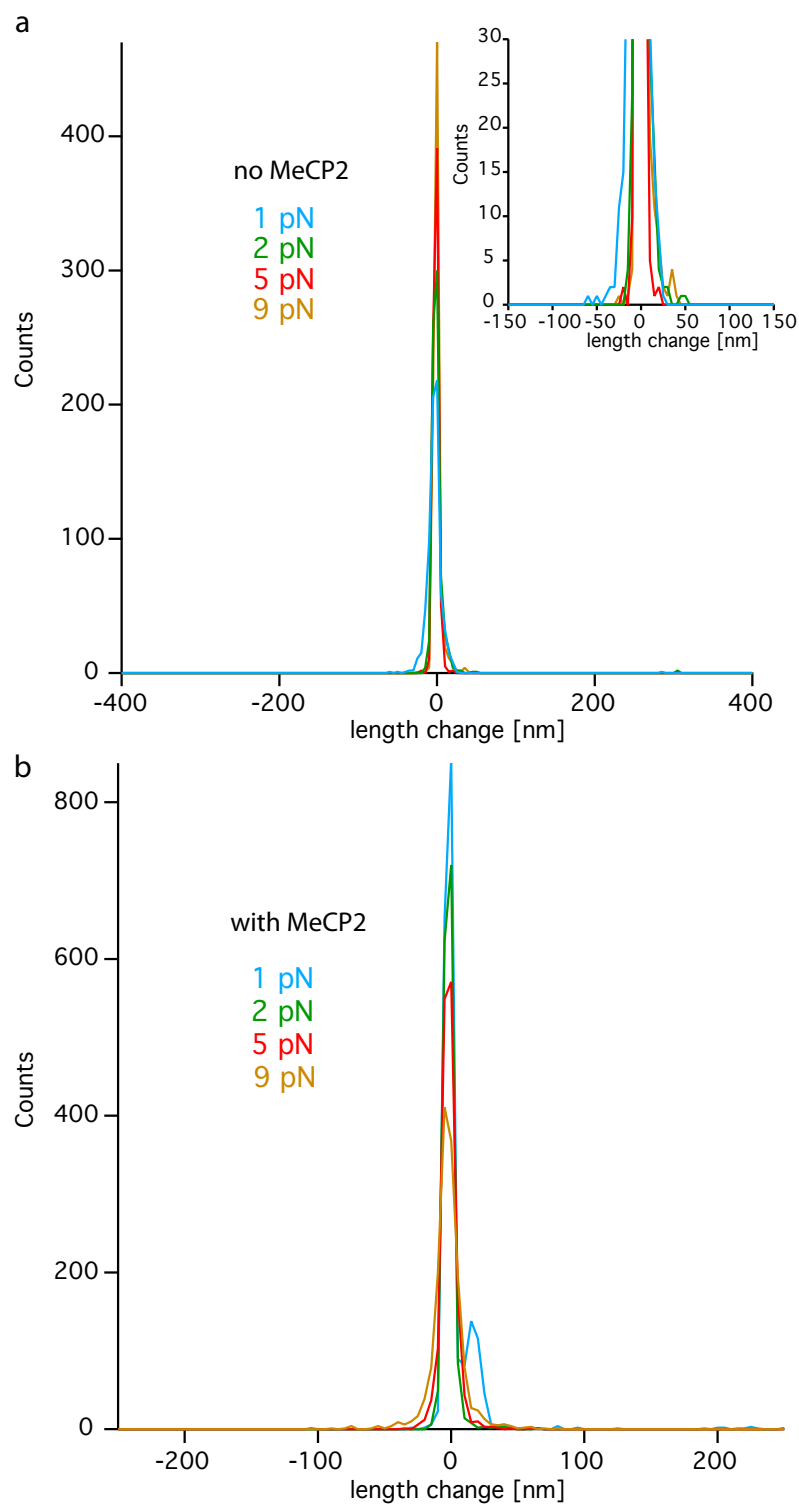 a
400
300
200
100
0
Counts
-400
-200
0
200
400
length change [nm]
no MeCP2
1 pN
2 pN
5 pN
9 pN
30
25
20
15
10
5
0
Counts
-150 -100 -50 0 50 100 150
length change [nm]
b
800
600
400
200
0
Counts
with MeCP2
1 pN
2 pN
5 pN
9 pN
-200 -100 0 100 200
length change [nm]